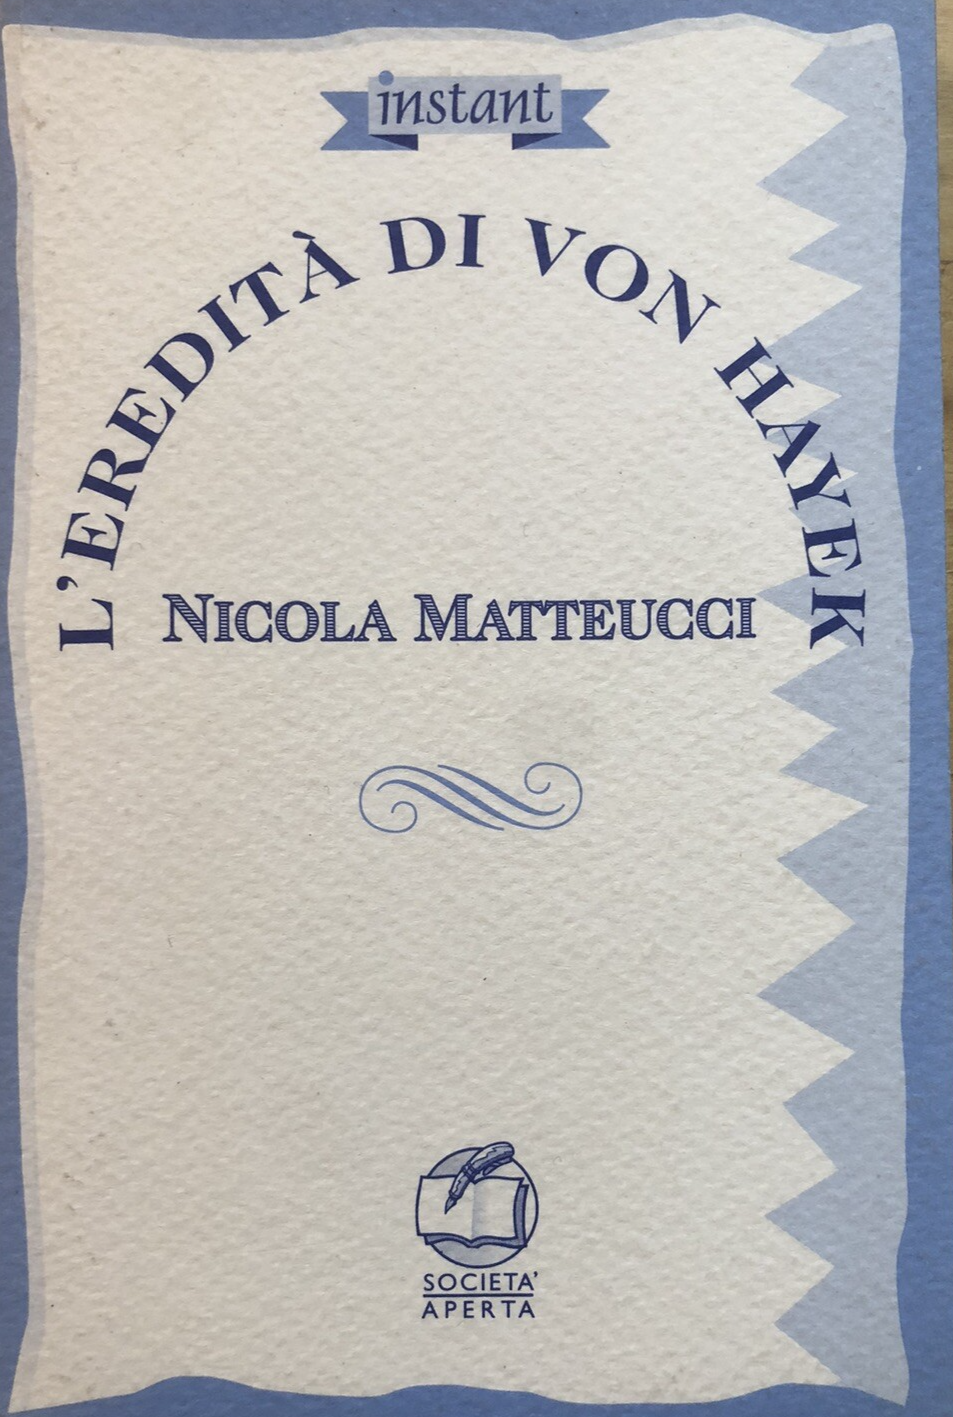 instant
L'EREDITÀ DI VON HAYEK
NICOLA MATTEUCCI
SOCIETA'
APERTA